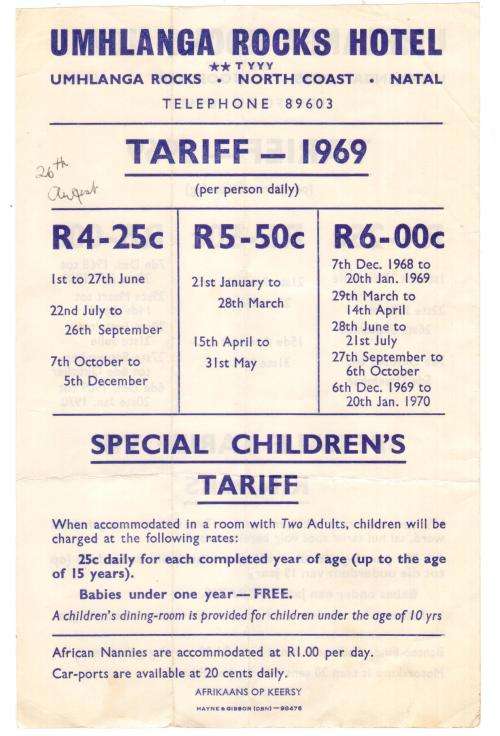 UMHLANGA ROCKS HOTEL
★★ T YYY
UMHLANGA ROCKS • NORTH COAST • NATAL
TELEPHONE 89603
TARIFF — 1969
26th
August
(per person daily)
R4-25c
1st to 27th June
22nd July to
26th September
7th October to
5th December
R5-50c
21st January to
28th March
15th April to
31st May
R6-00c
7th Dec. 1968 to
20th Jan. 1969
29th March to
14th April
28th June to
21st July
27th September to
6th October
6th Dec. 1969 to
20th Jan. 1970
SPECIAL CHILDREN'S
TARIFF
When accommodated in a room with Two Adults, children will be
charged at the following rates:
25c daily for each completed year of age (up to the age
of 15 years).
Babies under one year — FREE.
A children's dining-room is provided for children under the age of 10 yrs
African Nannies are accommodated at R1.00 per day.
Car-ports are available at 20 cents daily.
AFRIKAANS OP KEERSY
HAYNE & GIBSON (DBN)—90476